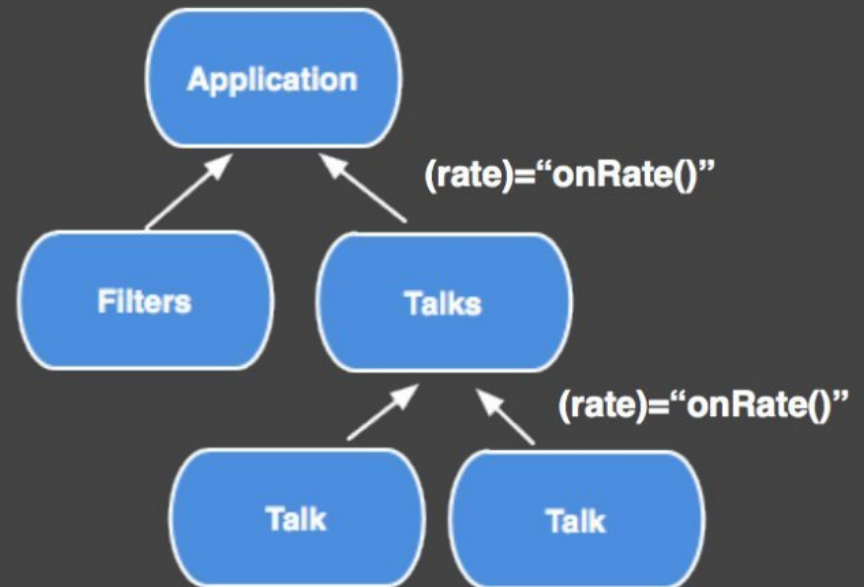 Application
(rate)=“onRate()”
Filters
Talks
(rate)=“onRate()”
Talk
Talk